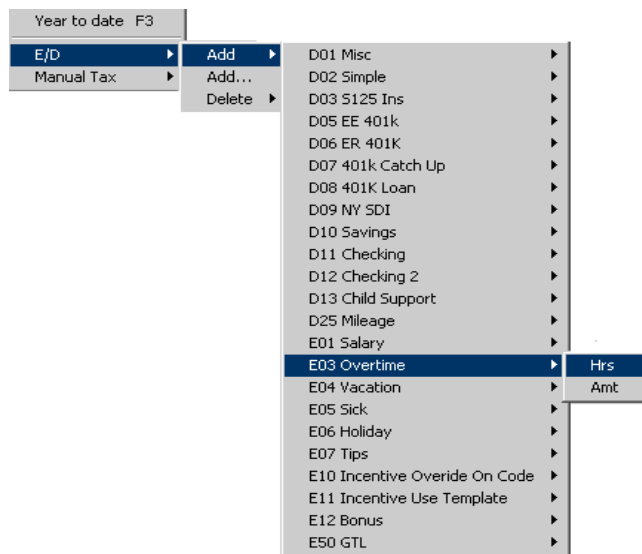 Year to date F3
E/D
Manual Tax
Add
Add...
Delete
D01 Misc
D02 Simple
D03 S125 Ins
D05 EE 401k
D06 ER 401K
D07 401k Catch Up
D08 401K Loan
D09 NY SDI
D10 Savings
D11 Checking
D12 Checking 2
D13 Child Support
D25 Mileage
E01 Salary
E03 Overtime
E04 Vacation
E05 Sick
E06 Holiday
E07 Tips
E10 Incentive Overide On Code
E11 Incentive Use Template
E12 Bonus
E50 GTL
Hrs
Amt